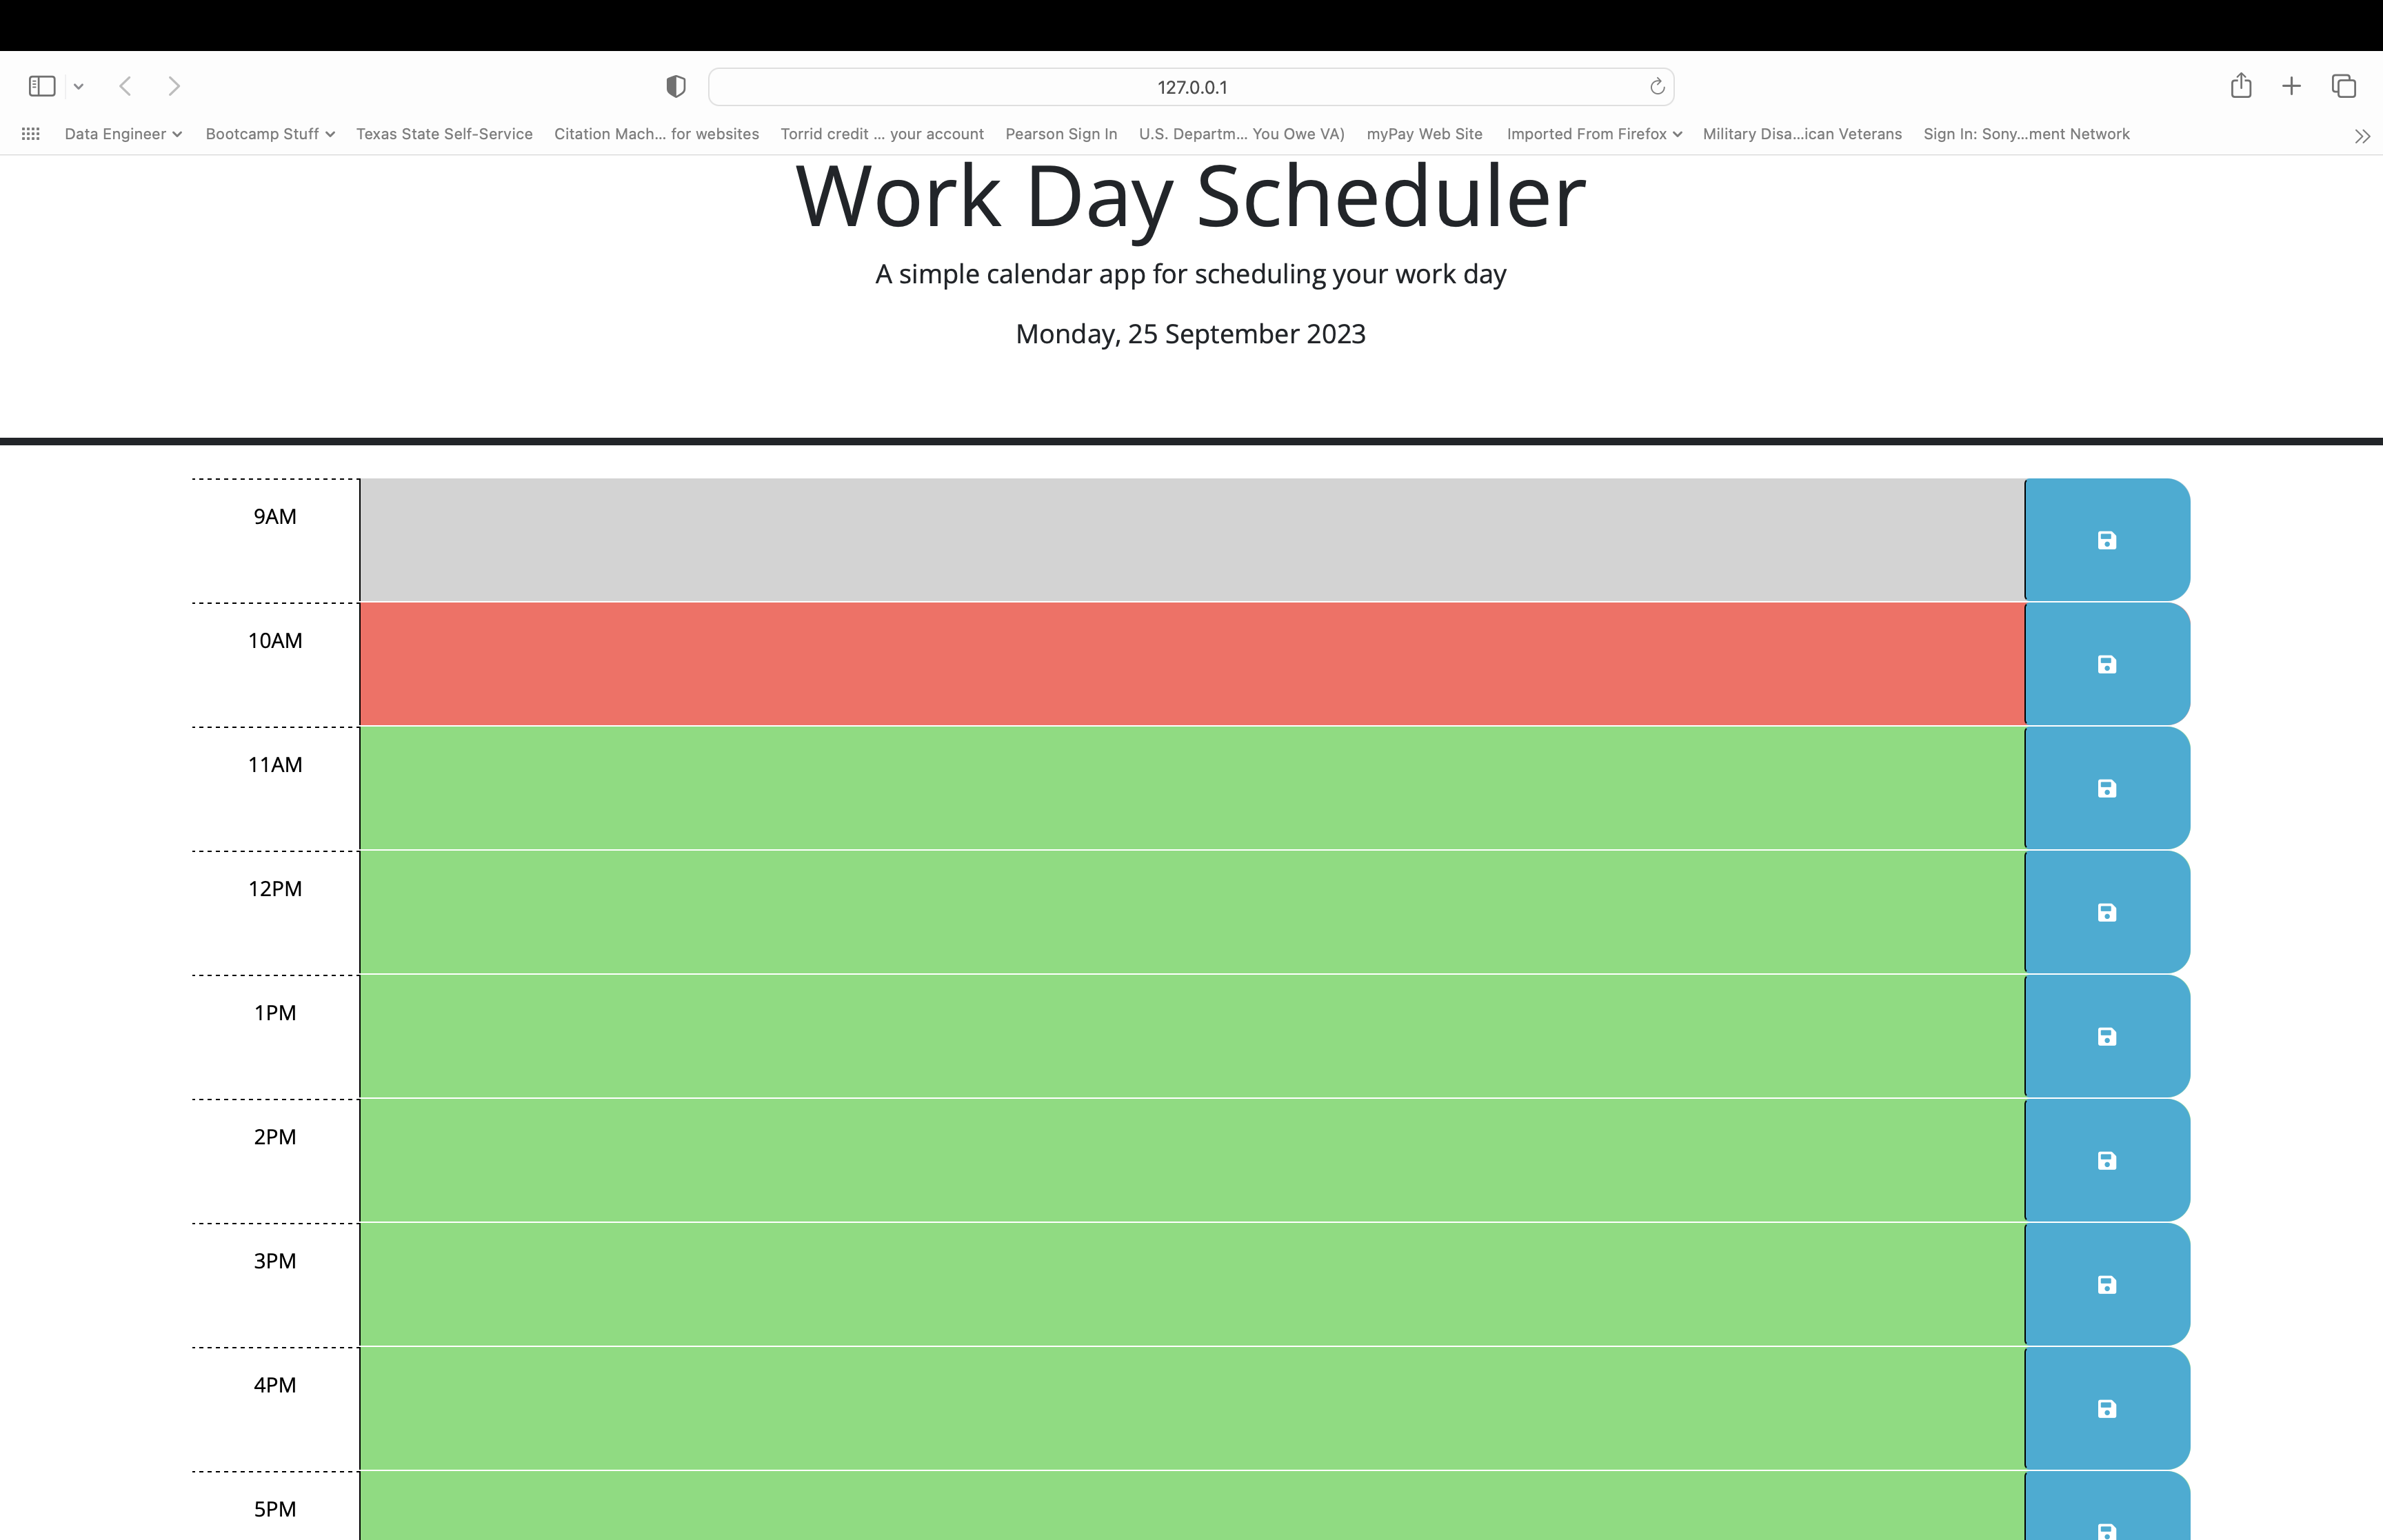 127.0.0.1
Data Engineer Bootcamp Stuff Texas State Self-Service Citation Mach... for websites Torrid credit ... your account Pearson Sign In U.S. Departm... You Owe VA) myPay Web Site Imported From Firefox Military Disa...ican Veterans Sign In: Sony...ment Network
Work Day Scheduler
A simple calendar app for scheduling your work day
Monday, 25 September 2023
9AM
10AM
11AM
12PM
1PM
2PM
3PM
4PM
5PM